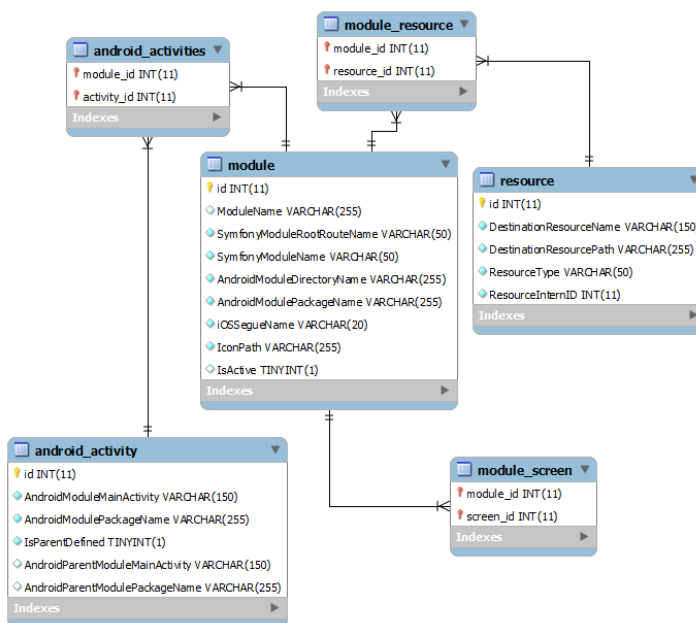 android_activities
module_id INT(11)
activity_id INT(11)
Indexes
module_resource
module_id INT(11)
resource_id INT(11)
Indexes
module
id INT(11)
ModuleName VARCHAR(255)
SymfonyModuleRootRouteName VARCHAR(50)
SymfonyModuleName VARCHAR(50)
AndroidModuleDirectoryName VARCHAR(255)
AndroidModulePackageName VARCHAR(255)
iOSSegueName VARCHAR(20)
IconPath VARCHAR(255)
IsActive TINYINT(1)
Indexes
resource
id INT(11)
DestinationResourceName VARCHAR(150
DestinationResourcePath VARCHAR(255)
ResourceType VARCHAR(50)
ResourceInternID INT(11)
Indexes
android_activity
id INT(11)
AndroidModuleMainActivity VARCHAR(150)
AndroidModulePackageName VARCHAR(255)
IsParentDefined TINYINT(1)
AndroidParentModuleMainActivity VARCHAR(150)
AndroidParentModulePackageName VARCHAR(255)
Indexes
module_screen
module_id INT(11)
screen_id INT(11)
Indexes